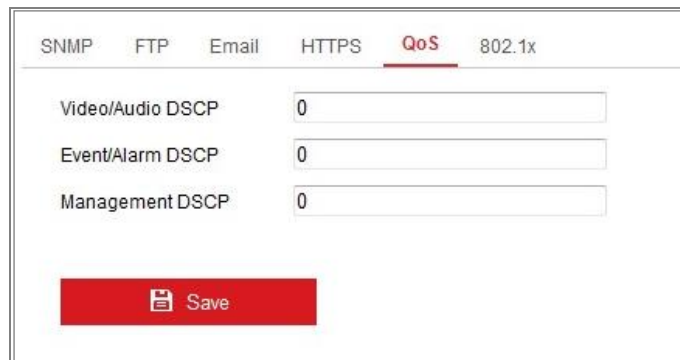 SNMP FTP Email HTTPS QoS 802.1x
Video/Audio DSCP 0
Event/Alarm DSCP 0
Management DSCP 0
Save